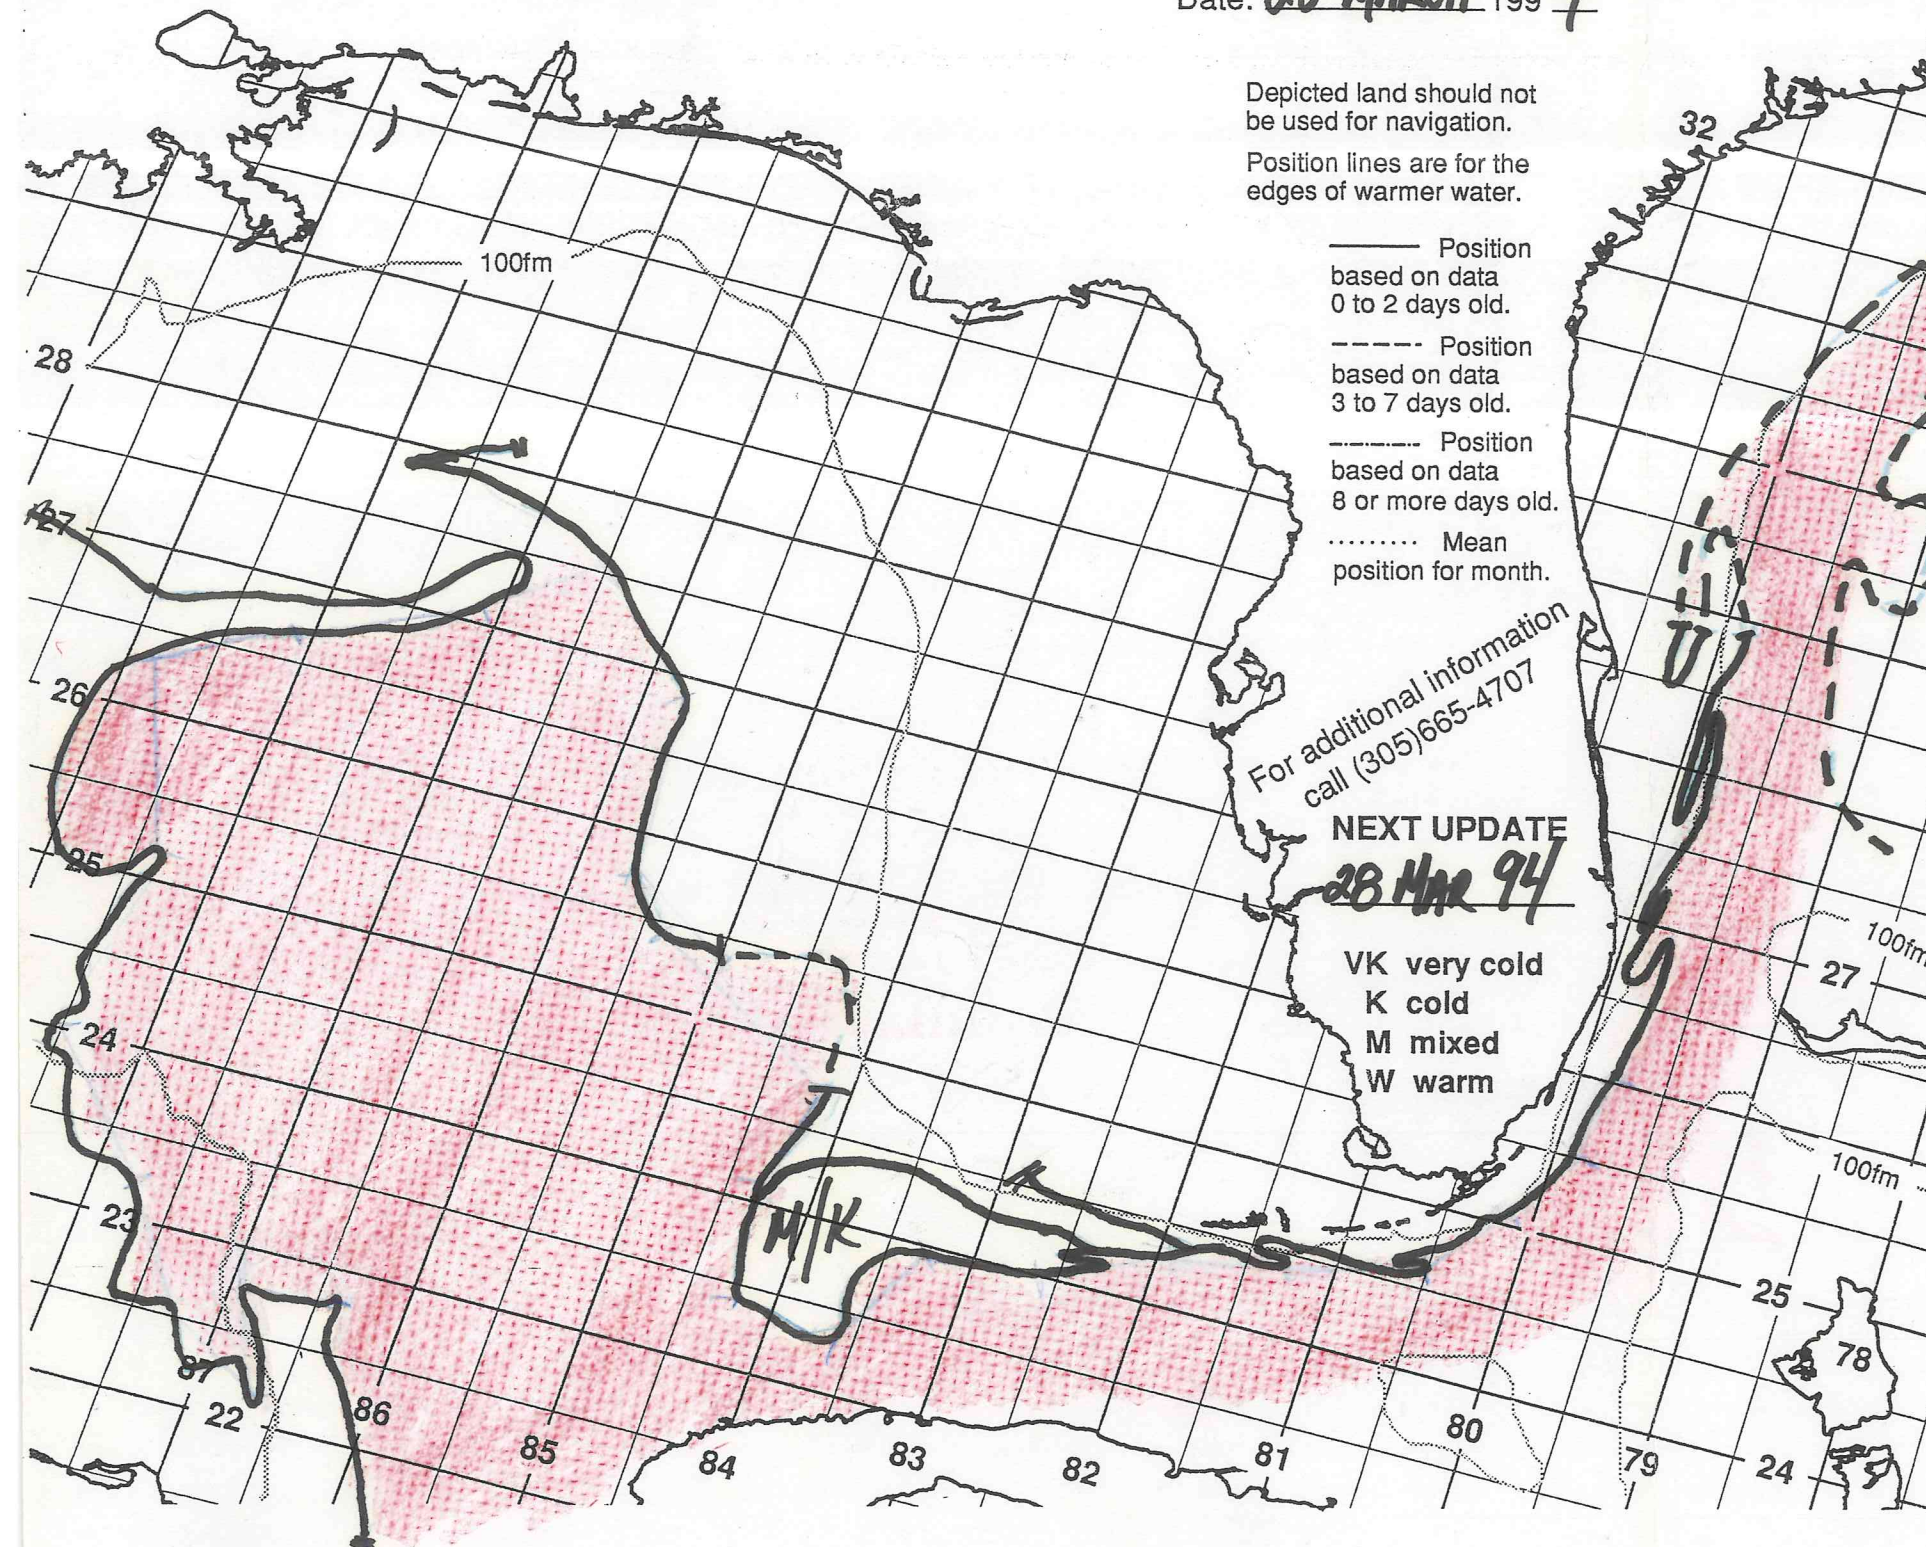 Date: MARCH 199
Depicted land should not
be used for navigation.
Position lines are for the
edges of warmer water.
Position
based on data
0 to 2 days old.
Position
based on data
3 to 7 days old.
Position
based on data
8 or more days old.
Mean
position for month.
For additional information
call (305)665-4707
NEXT UPDATE
28 MAR 94
VK very cold
K cold
M mixed
W warm
32
100fm
28
27
26
25
24
23
22
87
86
85
84
83
82
81
80
79
78
24
25
27
100fm
100fm
M//K